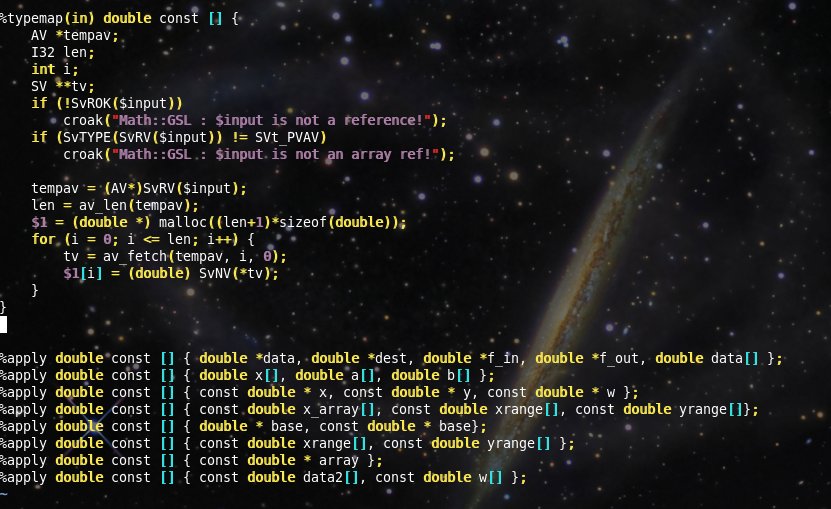 %typemap(in) double const [] {
    AV *tempav;
    I32 len;
    int i;
    SV **tv;
    if (!SvROK($input))
        croak("Math::GSL : $input is not a reference!");
    if (SvTYPE(SvRV($input)) != SVt_PVAV)
        croak("Math::GSL : $input is not an array ref!");

    tempav = (AV*)SvRV($input);
    len = av_len(tempav);
    $1 = (double *) malloc((len+1)*sizeof(double));
    for (i = 0; i <= len; i++) {
        tv = av_fetch(tempav, i, 0);
        $1[i] = (double) SvNV(*tv);
    }
}

%apply double const [] { double *data, double *dest, double *f_in, double *f_out, double data[] };
%apply double const [] { double x[], double a[], double b[] };
%apply double const [] { const double * x, const double * y, const double * w };
%apply double const [] { const double x_array[], const double xrange[], const double yrange[]};
%apply double const [] { double * base, const double * base};
%apply double const [] { const double xrange[], const double yrange[] };
%apply double const [] { const double * array };
%apply double const [] { const double data2[], const double w[] };
~